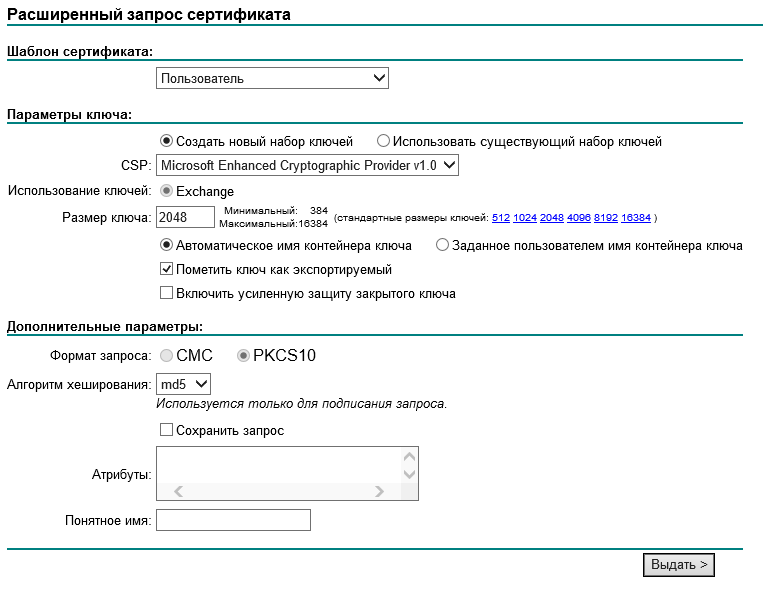 Расширенный запрос сертификата
Шаблон сертификата:
Пользователь
Параметры ключа:
Создать новый набор ключей Использовать существующий набор ключей
CSP: Microsoft Enhanced Cryptographic Provider v1.0
Использование ключей: Exchange
Размер ключа: 2048 Минимальный: 384 (стандартные размеры ключей: 512 1024 2048 4096 8192 16384 )
Максимальный:16384
Автоматическое имя контейнера ключа Заданное пользователем имя контейнера ключа
Пометить ключ как экспортируемый
Включить усиленную защиту закрытого ключа
Дополнительные параметры:
Формат запроса: CMC PKCS10
Алгоритм хеширования: md5
Используется только для подписания запроса.
Сохранить запрос
Атрибуты:
Понятное имя:
Выдать >